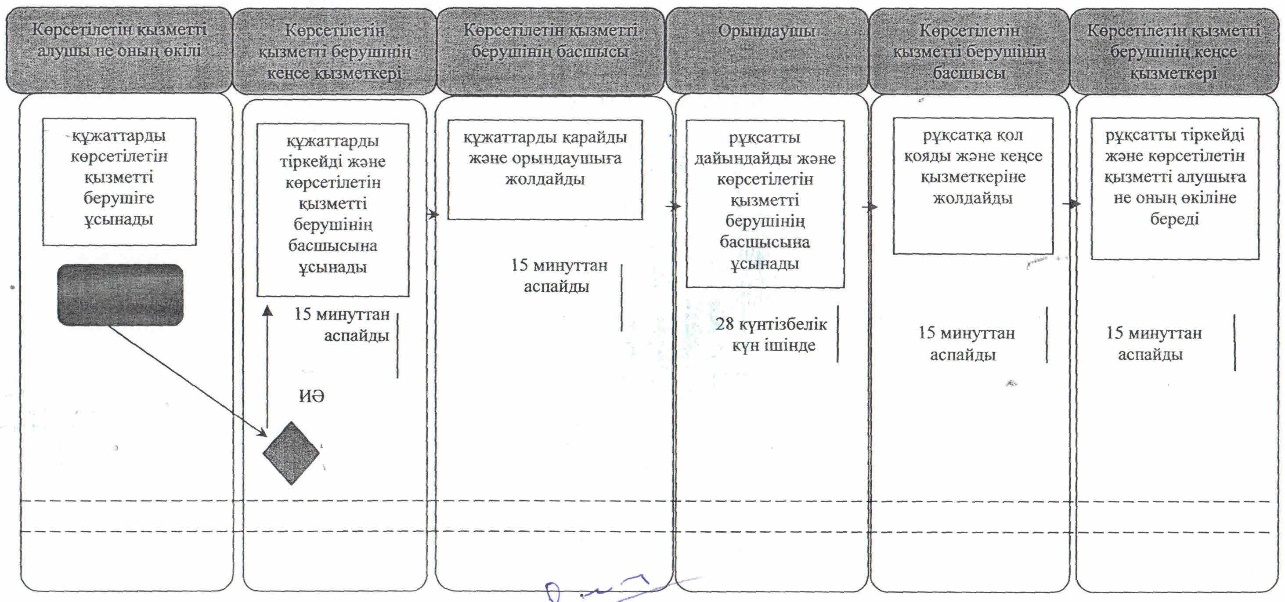 Көрсетілетін қызметті
алушы не оның өкілі
Көрсетілетін
қызметті берушінің
кеңсе қызметкері
Көрсетілетін қызметті
берушінің басшысы
Орындаушы
Көрсетілетін
қызметті берушінің
басшысы
Көрсетілетін қызметті
берушінің кеңсе
қызметкері
құжаттарды
көрсетілетін
қызметті
берушіге
ұсынады
құжаттарды
тіркейді және
көрсетілетін
қызметті
берушінің
басшысына
ұсынады
15 минуттан
аспайды
ИӘ
құжаттарды қарайды
және орындаушыға
жолдайды
15 минуттан
аспайды
рұқсатты
дайындайды және
көрсетілетін
қызметті
берушінің
басшысына
ұсынады
28 күнтізбелік
күн ішінде
рұқсатқа қол
қояды және кеңсе
қызметкеріне
жолдайды
15 минуттан
аспайды
рұқсатты тіркейді
және көрсетілетін
қызметті алушыға
не оның өкіліне
береді
15 минуттан
аспайды